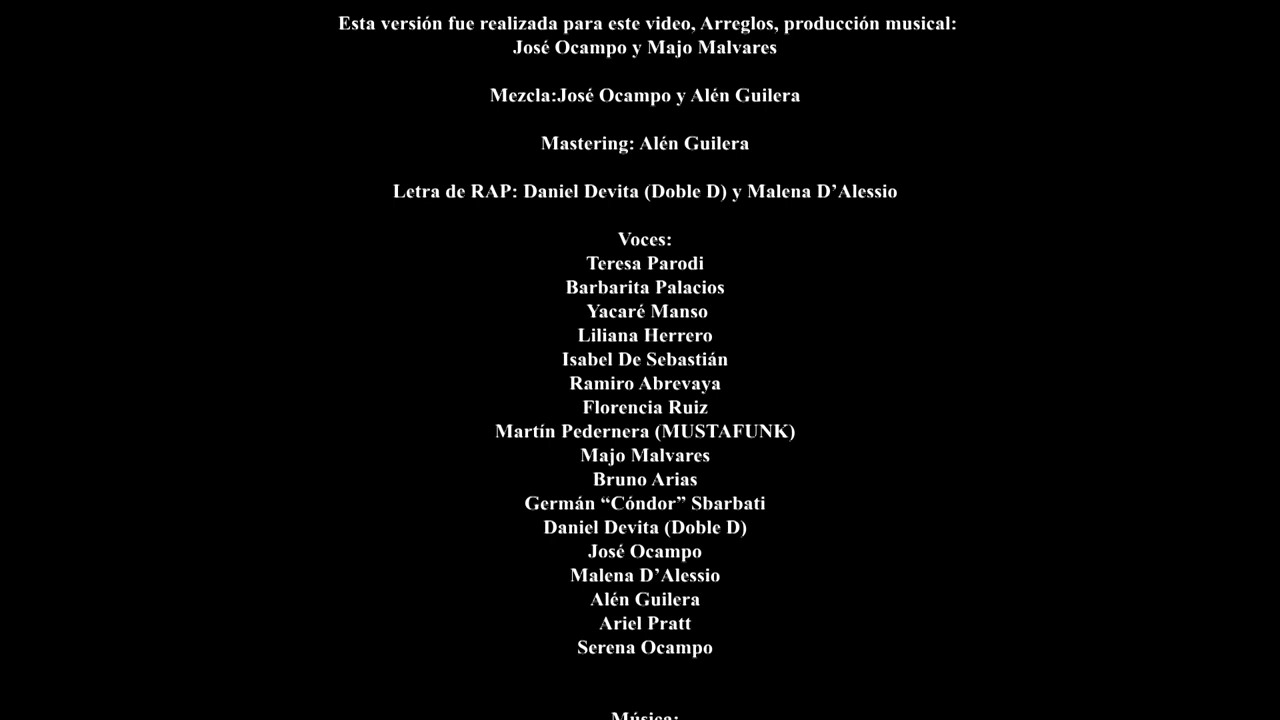 Esta versión fue realizada para este video, Arreglos, producción musical:
José Ocampo y Majo Malvares
Mezcla:José Ocampo y Alén Guilera
Mastering: Alén Guilera
Letra de RAP: Daniel Devita (Doble D) y Malena D’Alessio
Voces:
Teresa Parodi
Barbarita Palacios
Yacaré Manso
Liliana Herrero
Isabel De Sebastián
Ramiro Abrevaya
Florencia Ruiz
Martín Pedernera (MUSTAFUNK)
Majo Malvares
Bruno Arias
Germán “Cóndor” Sbarbati
Daniel Devita (Doble D)
José Ocampo
Malena D’Alessio
Alén Guilera
Ariel Pratt
Serena Ocampo
Música: